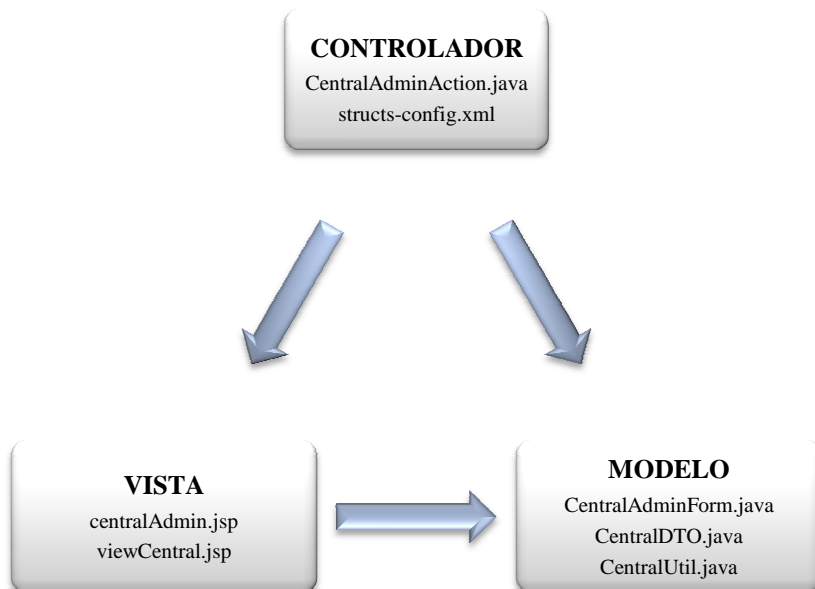 CONTROLADOR
CentralAdminAction.java
structs-config.xml
VISTA
centralAdmin.jsp
viewCentral.jsp
MODELO
CentralAdminForm.java
CentralDTO.java
CentralUtil.java